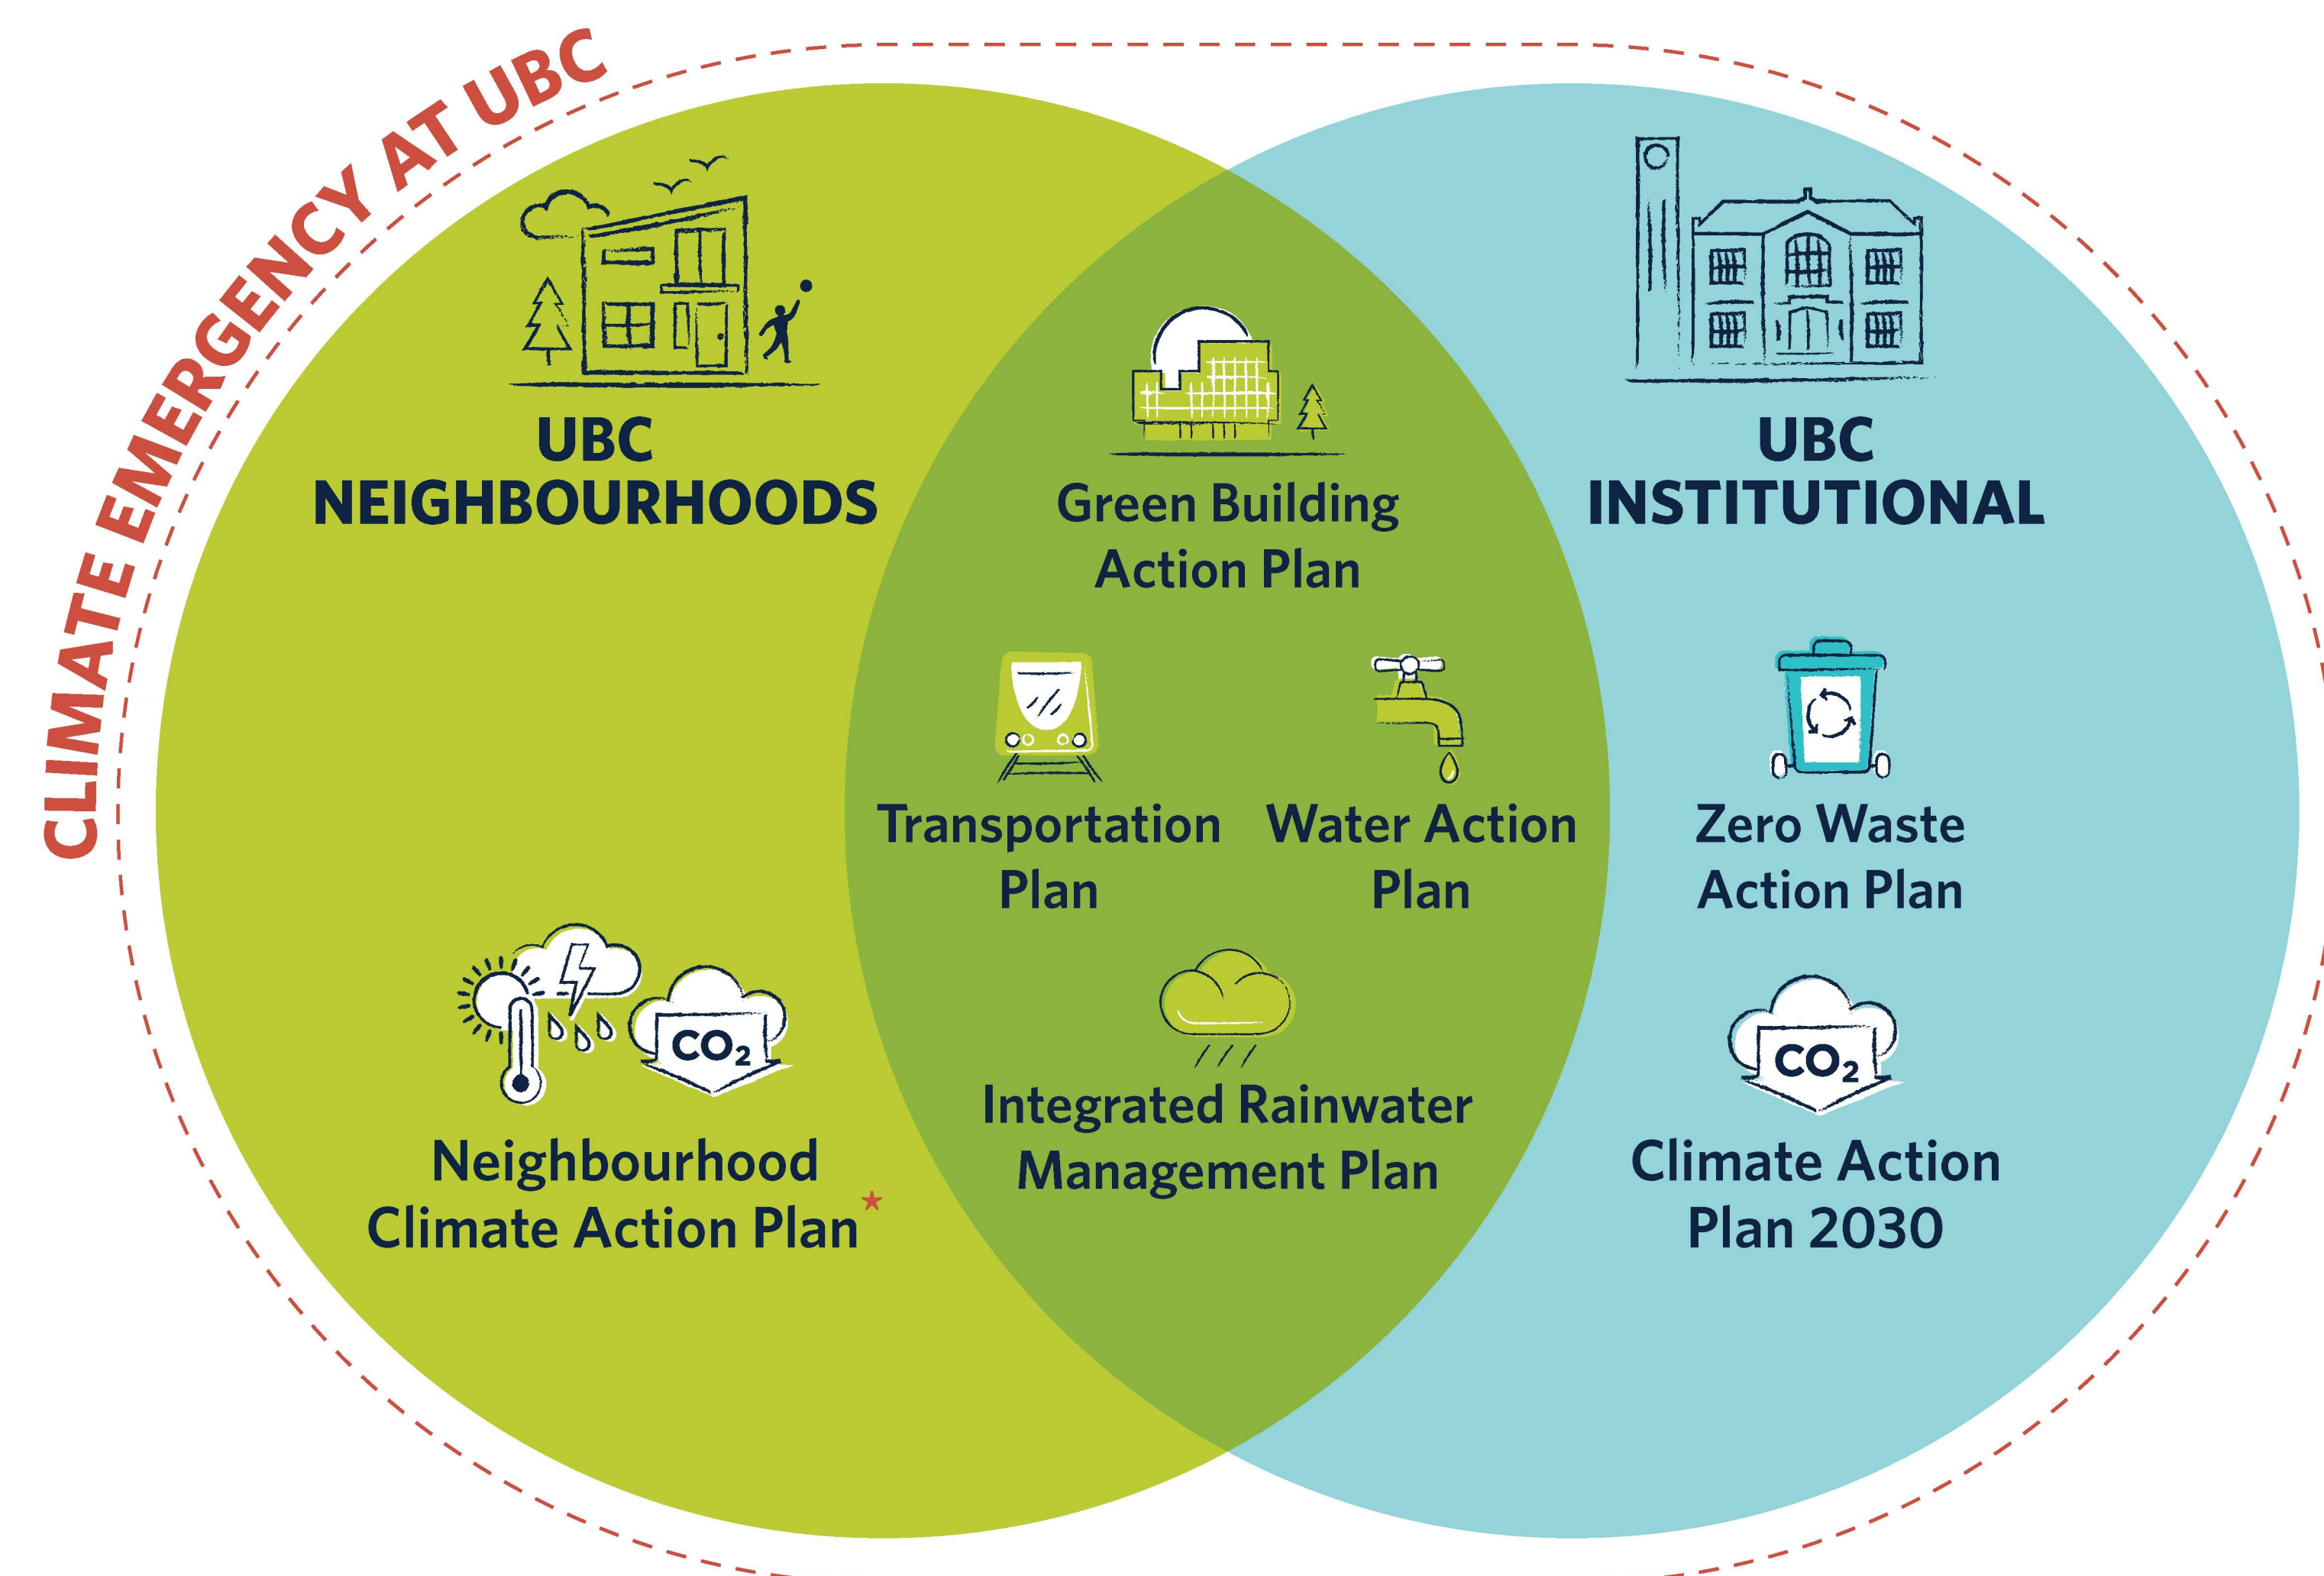 CLIMATE EMERGENCY AT UBC
UBC
NEIGHBOURHOODS
Neighbourhood
Climate Action Plan*
CO₂
Green Building
Action Plan
Transportation
Plan
Water Action
Plan
Integrated Rainwater
Management Plan
UBC
INSTITUTIONAL
Zero Waste
Action Plan
CO₂
Climate Action
Plan 2030